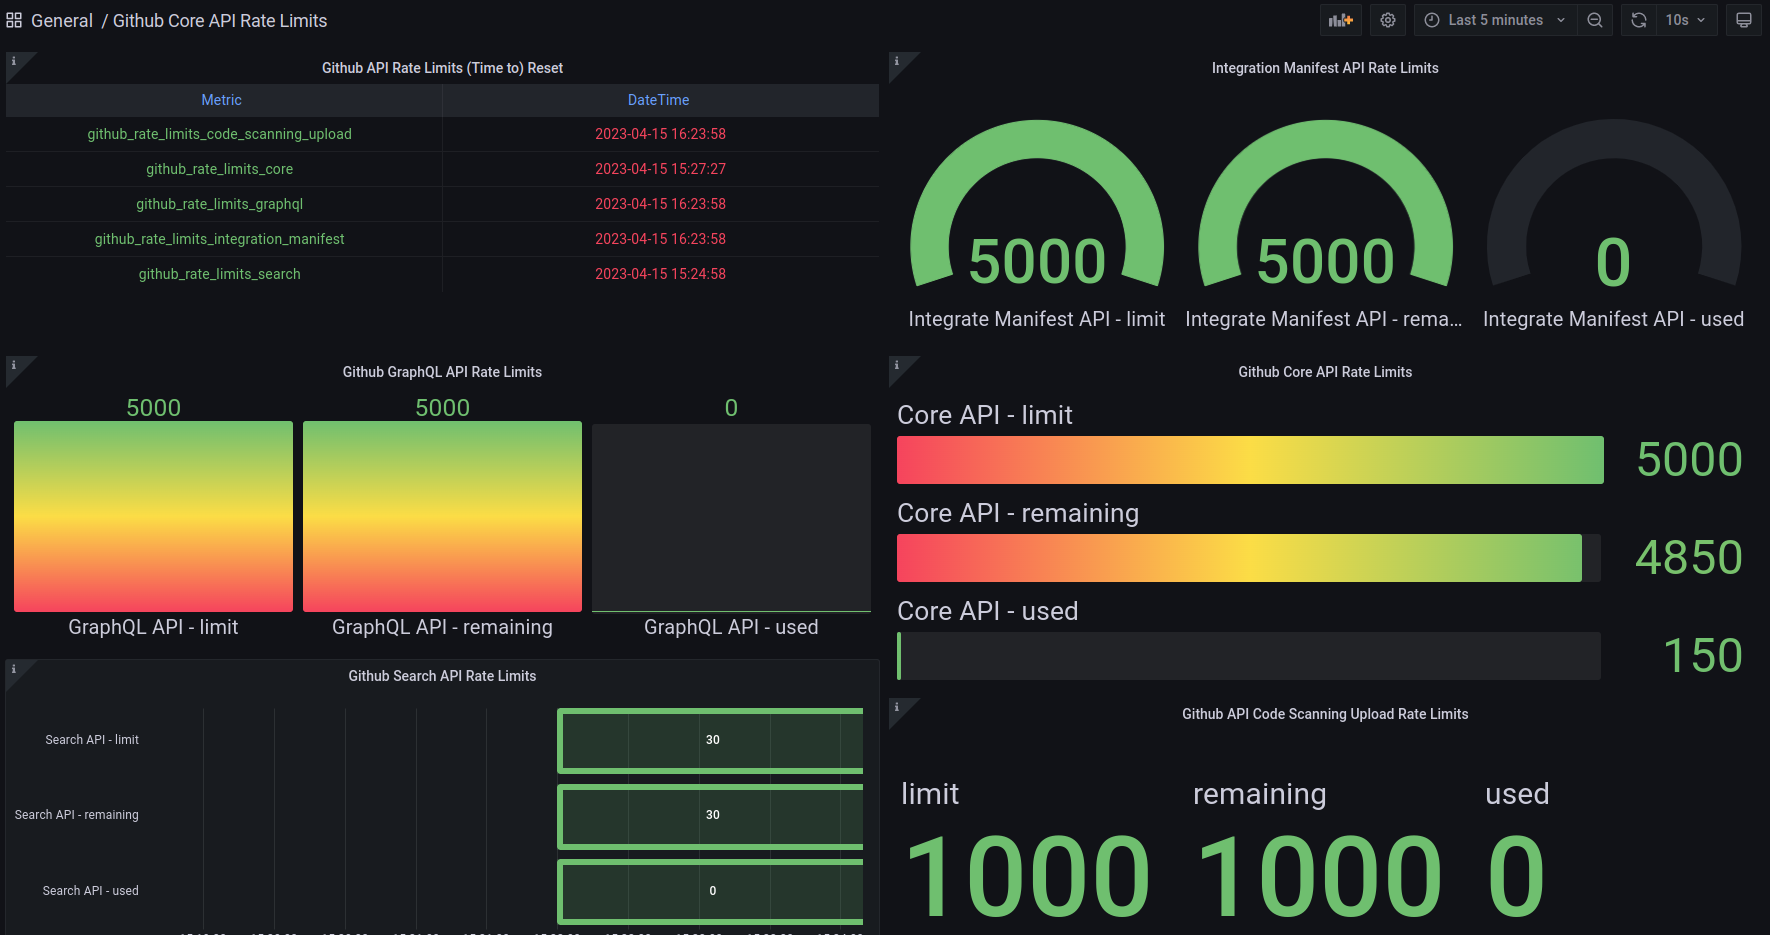 General / Github Core API Rate Limits
Last 5 minutes
10s
Github API Rate Limits (Time to) Reset
Metric DateTime
github_rate_limits_code_scanning_upload 2023-04-15 16:23:58
github_rate_limits_core 2023-04-15 15:27:27
github_rate_limits_graphql 2023-04-15 16:23:58
github_rate_limits_integration_manifest 2023-04-15 16:23:58
github_rate_limits_search 2023-04-15 15:24:58
Integration Manifest API Rate Limits
5000 5000 0
Integrate Manifest API - limit Integrate Manifest API - rema... Integrate Manifest API - used
Github GraphQL API Rate Limits
5000 5000 0
GraphQL API - limit GraphQL API - remaining GraphQL API - used
Github Core API Rate Limits
Core API - limit
5000
Core API - remaining
4850
Core API - used
150
Github Search API Rate Limits
Search API - limit 30
Search API - remaining 30
Search API - used 0
Github API Code Scanning Upload Rate Limits
limit remaining used
1000 1000 0